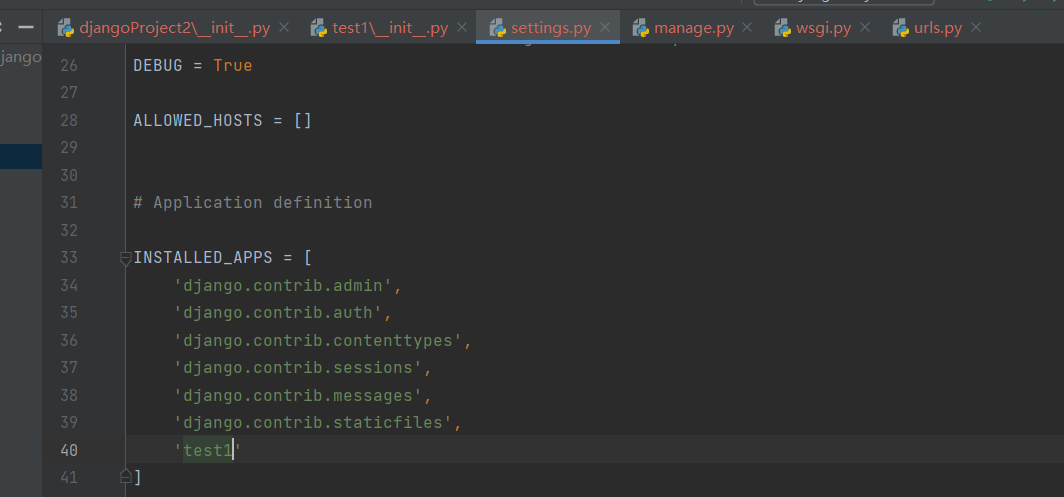 djangoProject2\__init__.py test1\__init__.py settings.py manage.py wsgi.py urls.py
jango
26 DEBUG = True
27
28 ALLOWED_HOSTS = []
29
30
31 # Application definition
32
33 INSTALLED_APPS = [
34 'django.contrib.admin',
35 'django.contrib.auth',
36 'django.contrib.contenttypes',
37 'django.contrib.sessions',
38 'django.contrib.messages',
39 'django.contrib.staticfiles',
40 'test1'
41 ]